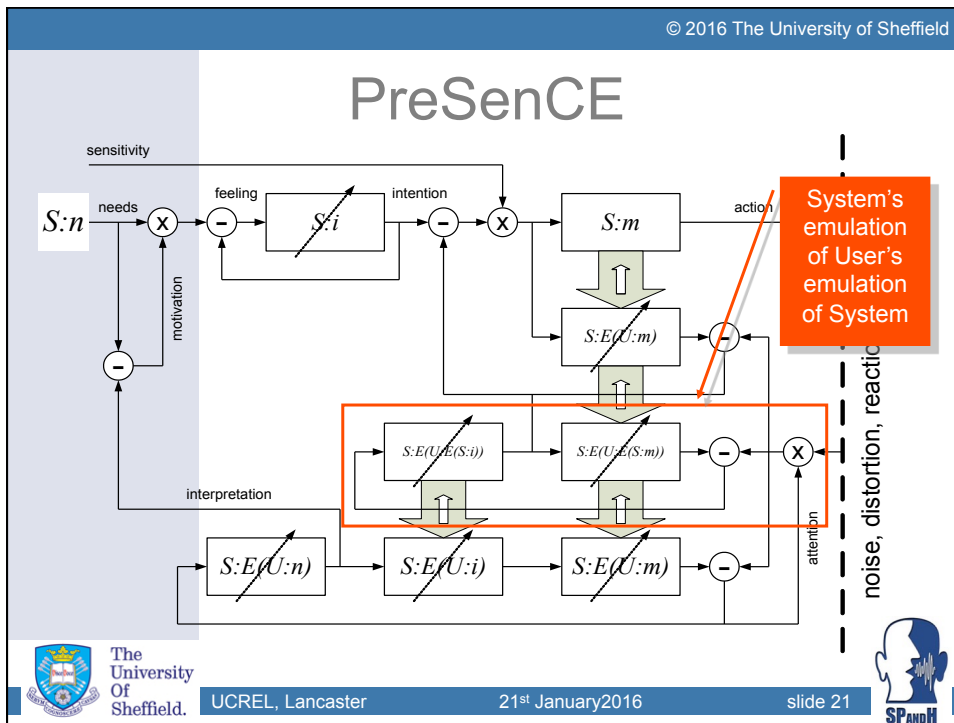 © 2016 The University of Sheffield
PreSenCE
sensitivity
S:n
needs
x
feeling
-
S:i
intention
-
x
S:m
action
System's
emulation
of User's
emulation
of System
motivation
-
S:E(U:m)
-
noise, distortion, reactio
S:E(U:E(S:i))
S:E(U:E(S:m))
-
x
interpretation
attention
S:E(U:n)
S:E(U:i)
S:E(U:m)
-
The
University
Of
Sheffield.
UCREL, Lancaster
21st January2016
slide 21
SPANDH